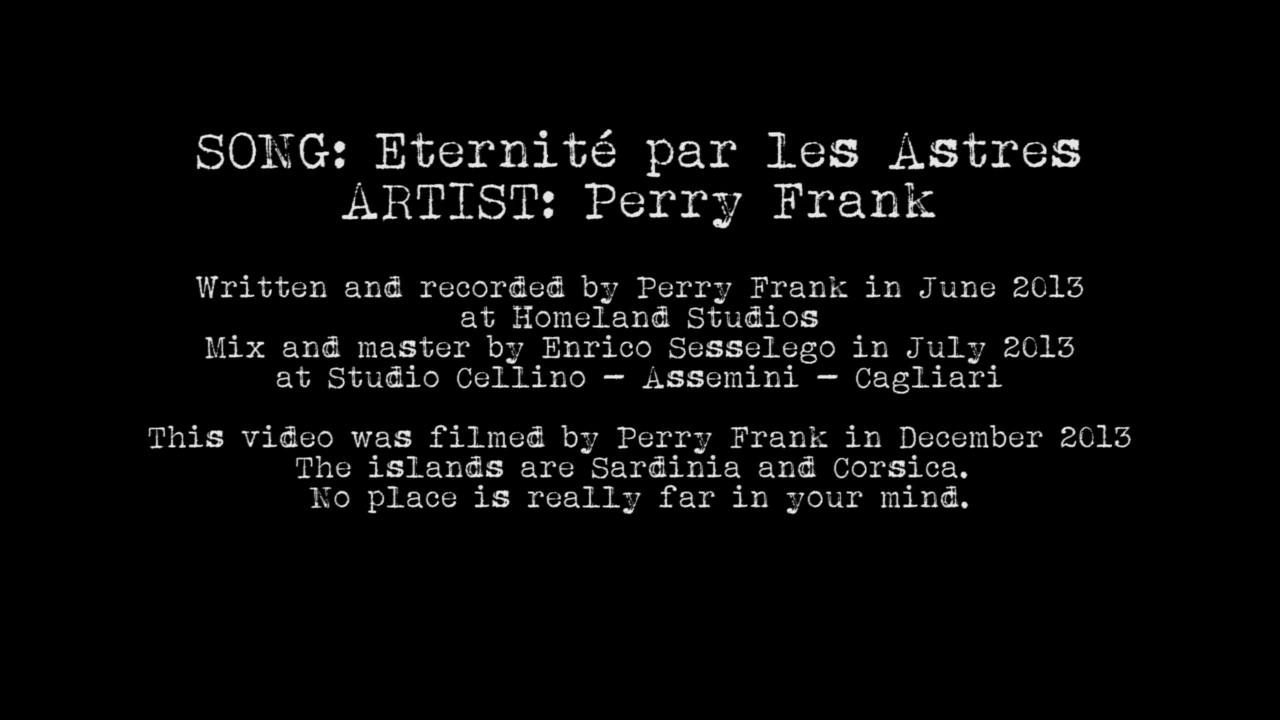 SONG: Eternité par les Astres
ARTIST: Perry Frank
Written and recorded by Perry Frank in June 2013
at Homeland Studios
Mix and master by Enrico Sesselego in July 2013
at Studio Cellino - Assemini - Cagliari
This video was filmed by Perry Frank in December 2013
The islands are Sardinia and Corsica.
No place is really far in your mind.